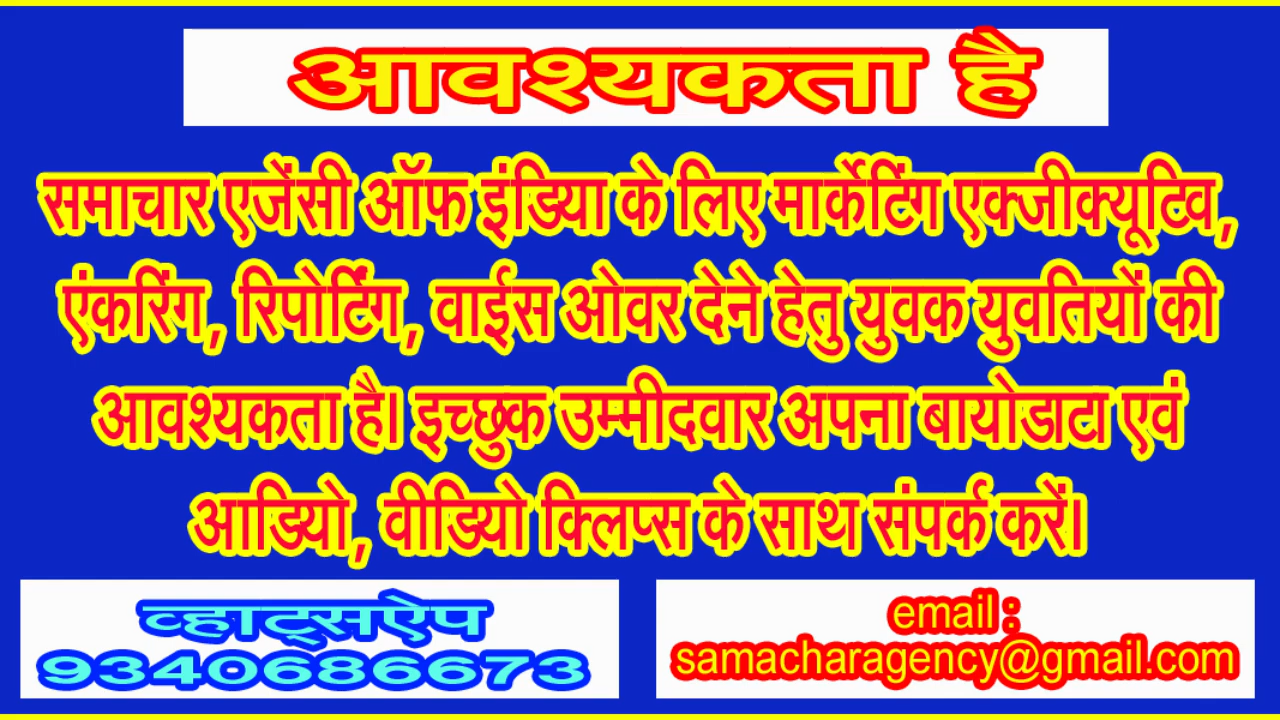 आवश्यकता है
समाचार एजेंसी ऑफ इंडिया के लिए मार्केटिंग एक्जीक्यूटिव,
एंकरिंग, रिपोर्टिंग, वाईस ओवर देने हेतु युवक युवतियों की
आवश्यकता है। इच्छुक उम्मीदवार अपना बायोडाटा एवं
आडियो, वीडियो क्लिप्स के साथ संपर्क करें।
व्हाट्सऐप
9340686673
email :
samacharagency@gmail.com